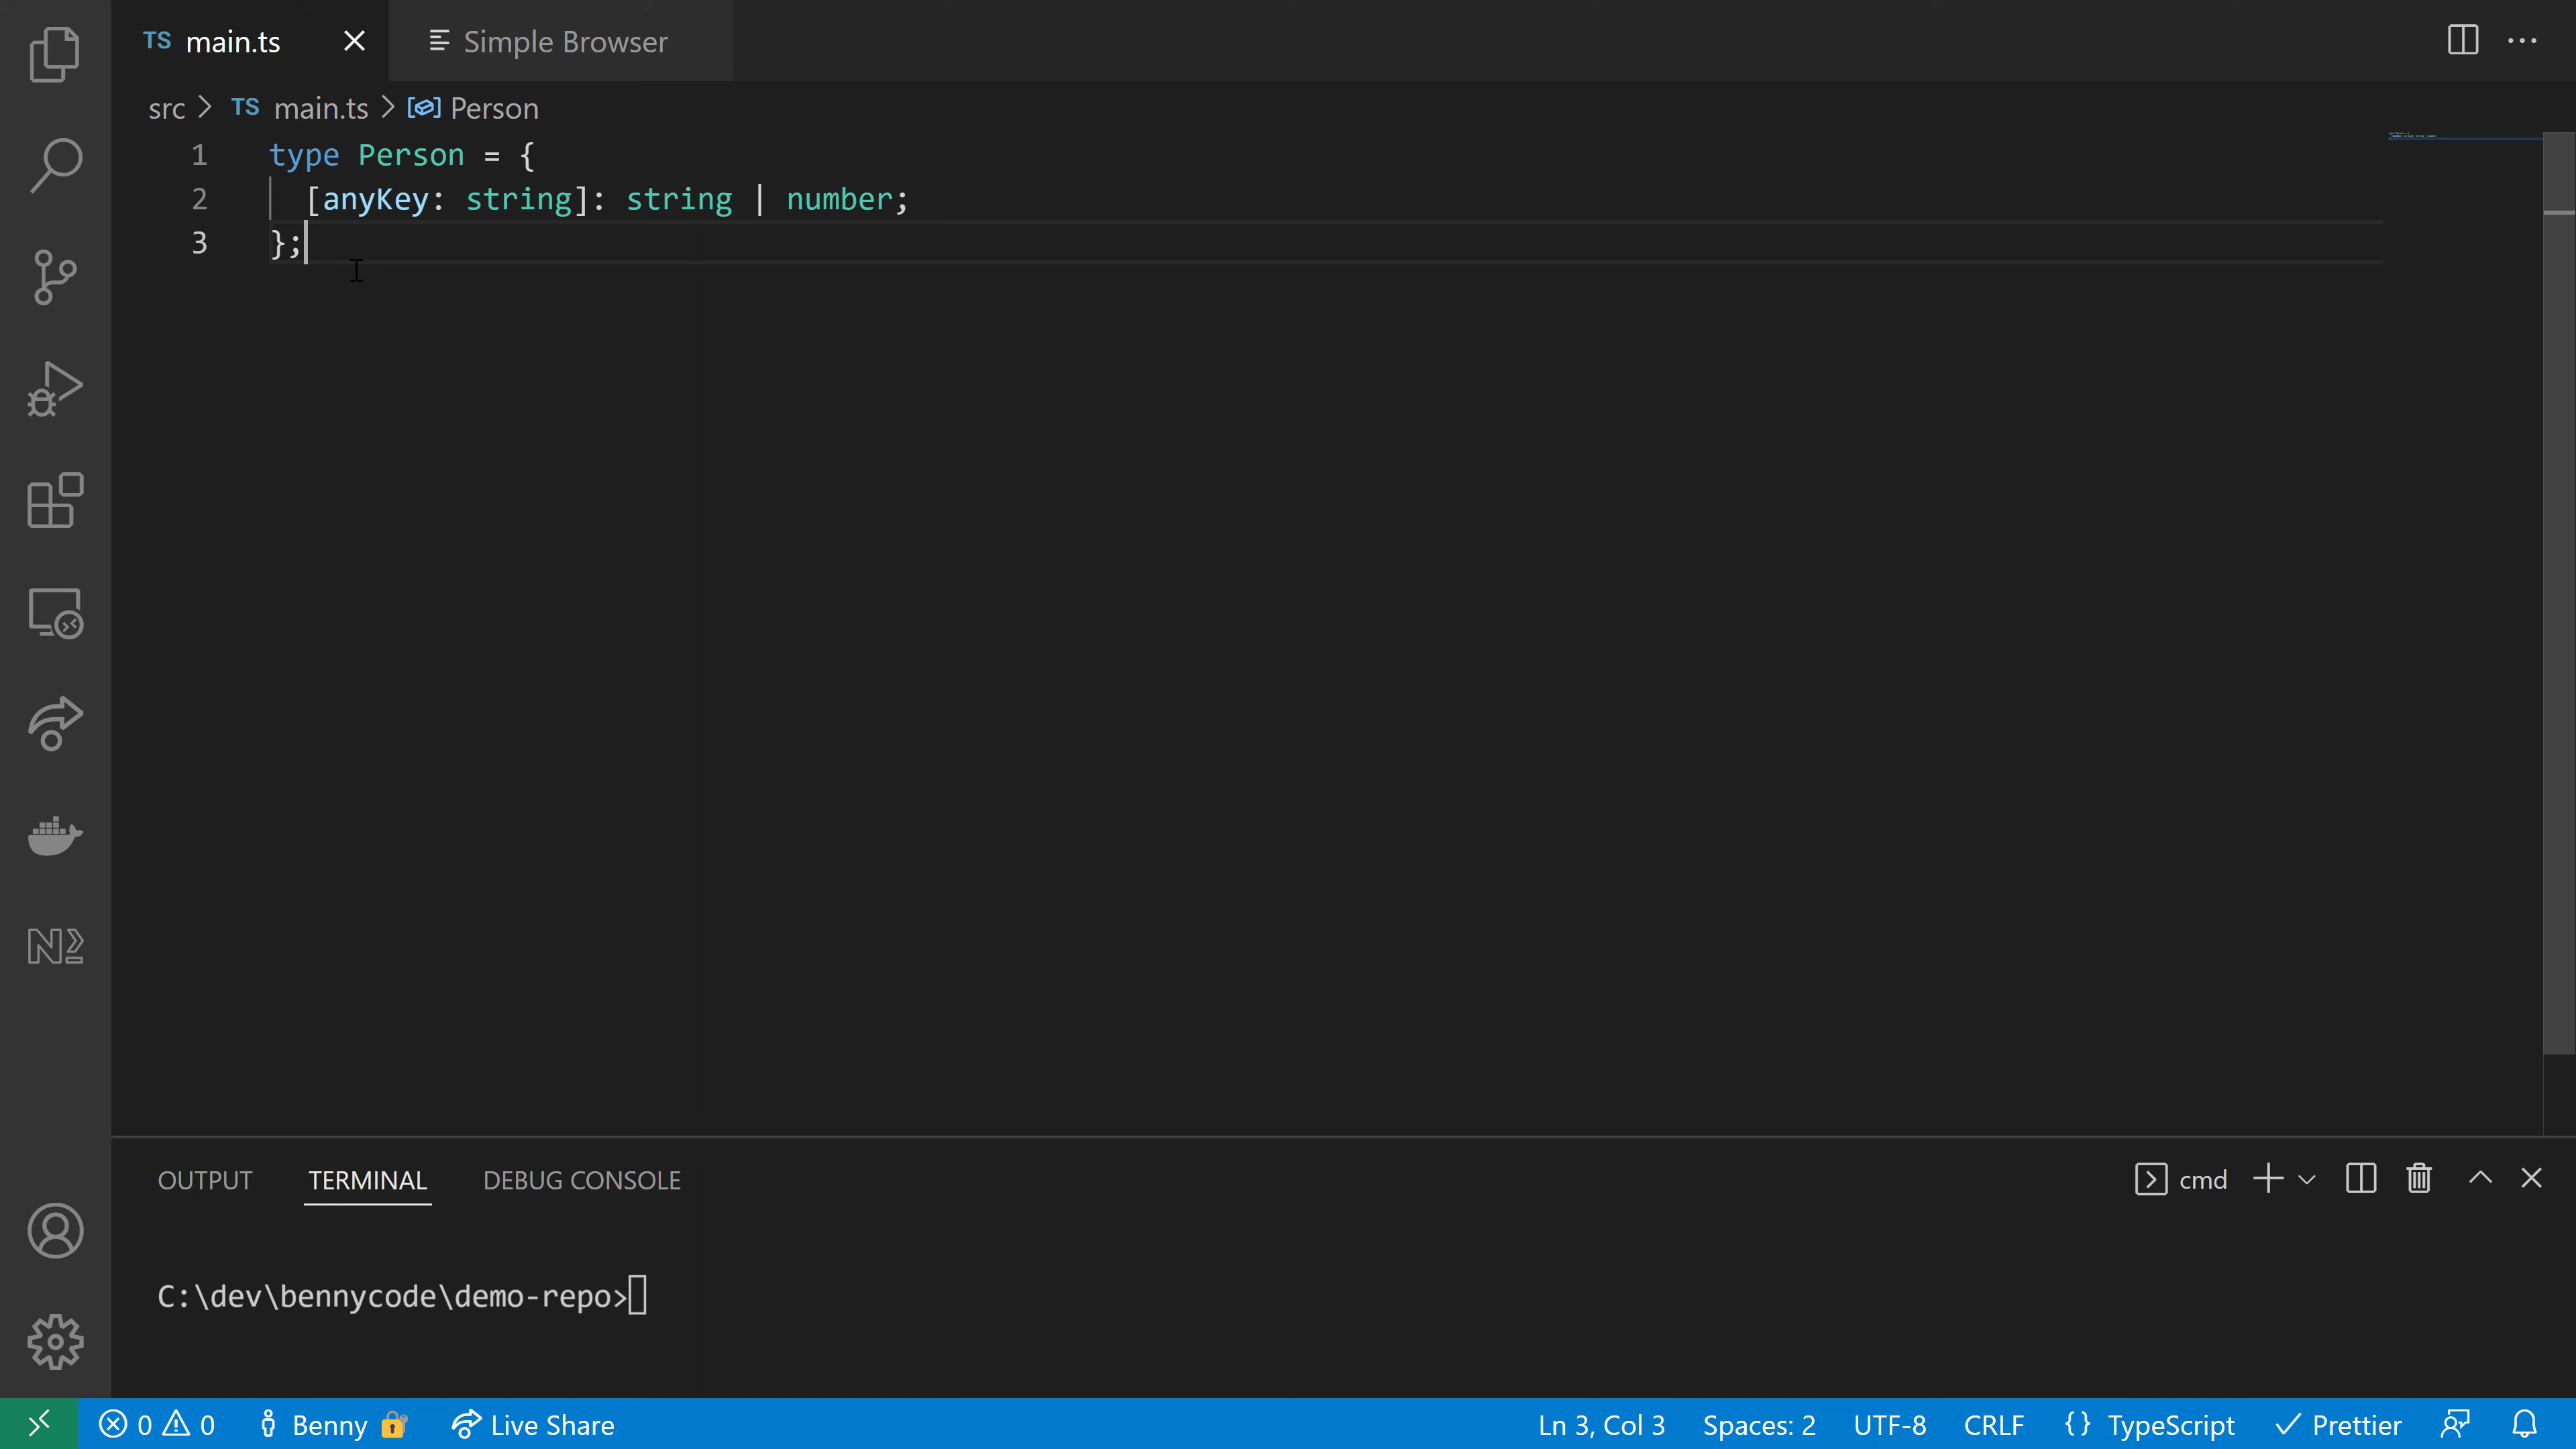 TS main.ts Simple Browser
src > TS main.ts > Person
1 type Person = {
2 [anyKey: string]: string | number;
3 };
OUTPUT TERMINAL DEBUG CONSOLE cmd
C:\dev\bennycode\demo-repo>
0 0 Benny Live Share Ln 3, Col 3 Spaces: 2 UTF-8 CRLF {} TypeScript Prettier